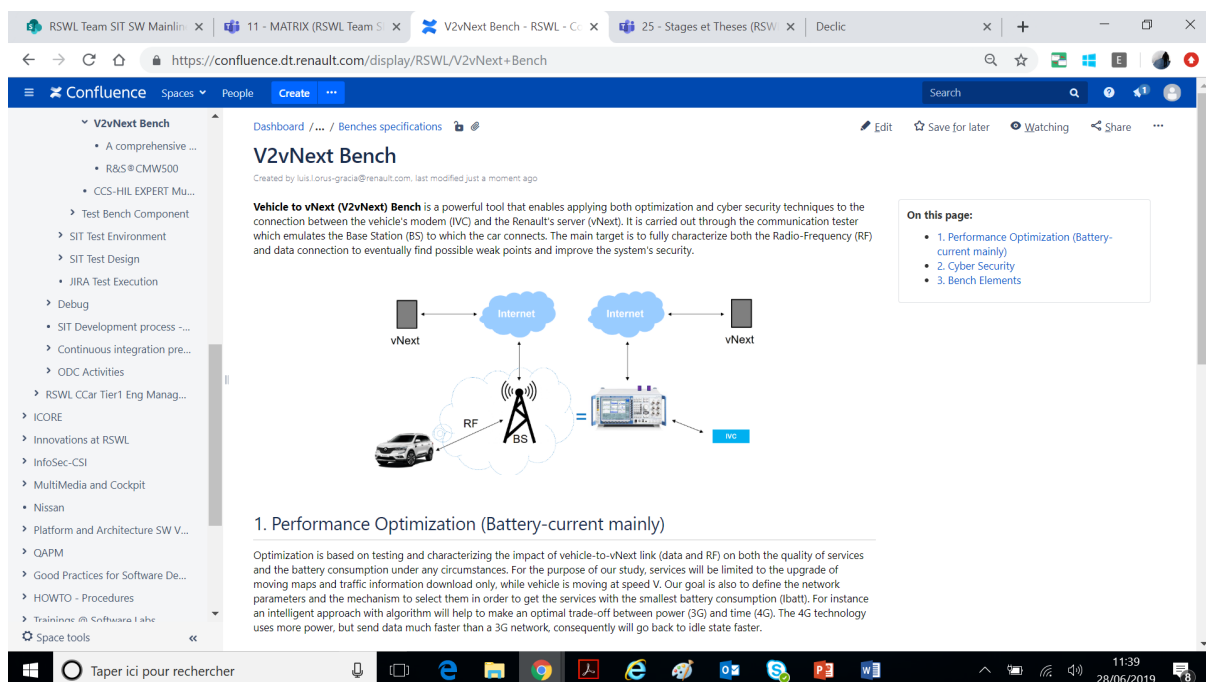 RSWL Team SIT SW Mainlin
11 - MATRIX (RSWL Team S
V2vNext Bench - RSWL - Co
25 - Stages et Theses (RSW
Declic
https://confluence.dt.renault.com/display/RSWL/V2vNext+Bench
E
Confluence Spaces People Create ... Search 1
V2vNext Bench
A comprehensive ...
R&S®CMW500
CCS-HIL EXPERT Mu...
Test Bench Component
SIT Test Environment
SIT Test Design
JIRA Test Execution
Debug
SIT Development process -...
Continuous integration pre...
ODC Activities
RSWL CCar Tier1 Eng Manag...
ICORE
Innovations at RSWL
InfoSec-CSI
MultiMedia and Cockpit
Nissan
Platform and Architecture SW V...
QAPM
Good Practices for Software De...
HOWTO - Procedures
Trainings @ Software Labs
Space tools
Dashboard /... / Benches specifications
Edit Save for later Watching Share ...
V2vNext Bench
Created by luis.l.orus-gracia@renault.com, last modified just a moment ago
Vehicle to vNext (V2vNext) Bench is a powerful tool that enables applying both optimization and cyber security techniques to the
connection between the vehicle's modem (IVC) and the Renault's server (vNext). It is carried out through the communication tester
which emulates the Base Station (BS) to which the car connects. The main target is to fully characterize both the Radio-Frequency (RF)
and data connection to eventually find possible weak points and improve the system's security.
On this page:
1. Performance Optimization (Battery-
current mainly)
2. Cyber Security
3. Bench Elements
Internet
Internet
vNext
vNext
RF
BS
=
IVC
1. Performance Optimization (Battery-current mainly)
Optimization is based on testing and characterizing the impact of vehicle-to-vNext link (data and RF) on both the quality of services
and the battery consumption under any circumstances. For the purpose of our study, services will be limited to the upgrade of
moving maps and traffic information download only, while vehicle is moving at speed V. Our goal is also to define the network
parameters and the mechanism to select them in order to get the services with the smallest battery consumption (Ibatt). For instance
an intelligent approach with algorithm will help to make an optimal trade-off between power (3G) and time (4G). The 4G technology
uses more power, but send data much faster than a 3G network, consequently will go back to idle state faster.
Taper ici pour rechercher
11:39
28/06/2019
8